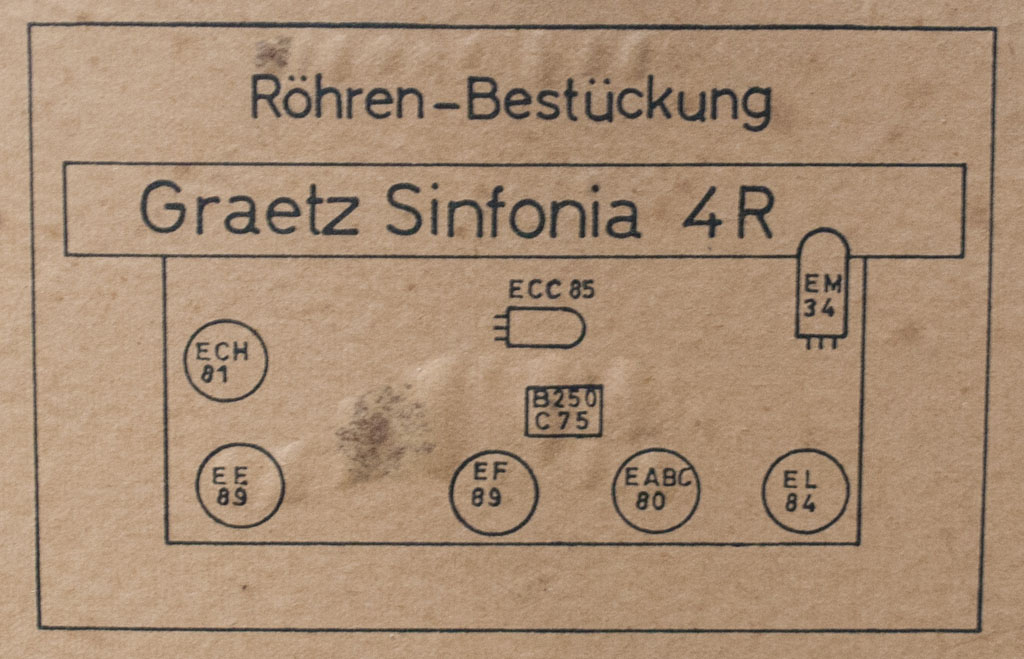 Röhren-Bestückung
Graetz Sinfonia 4R
ECC 85
EM
34
ECH
81
B250
C 75
EE
89
EF
89
EABC
80
EL
84